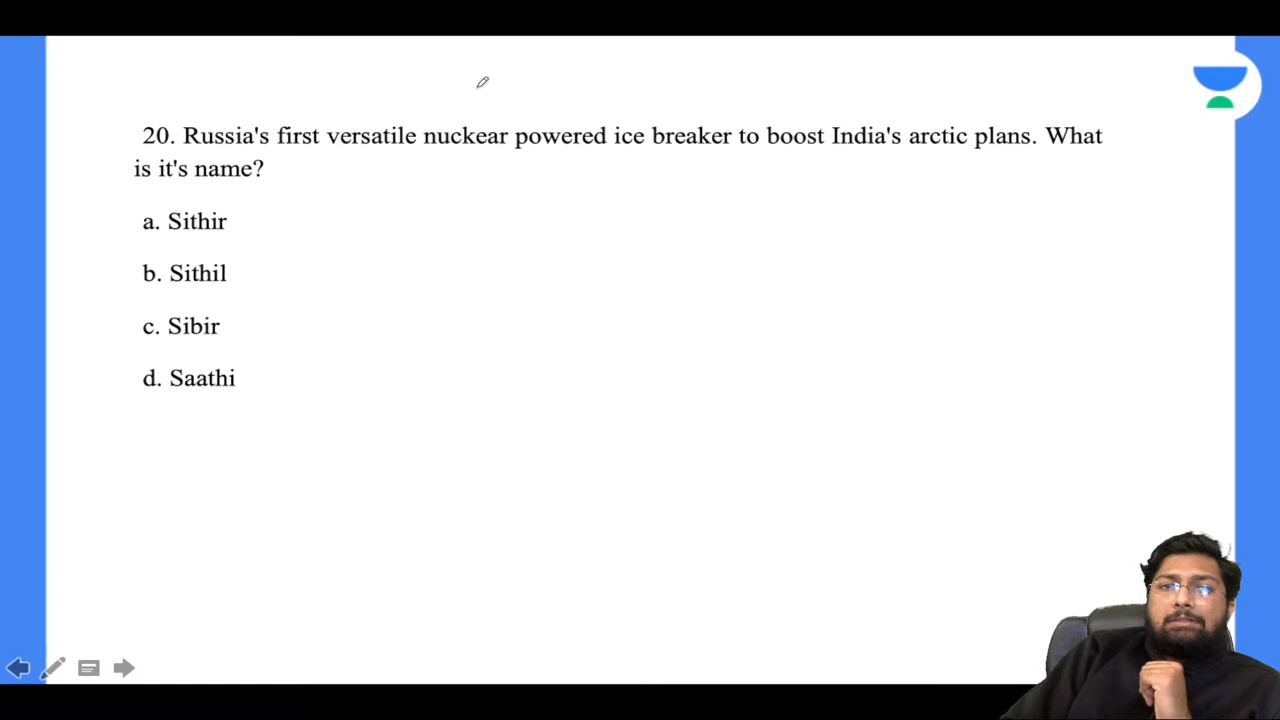 20. Russia's first versatile nuckear powered ice breaker to boost India's arctic plans. What
is it's name?
a. Sithir
b. Sithil
c. Sibir
d. Saathi